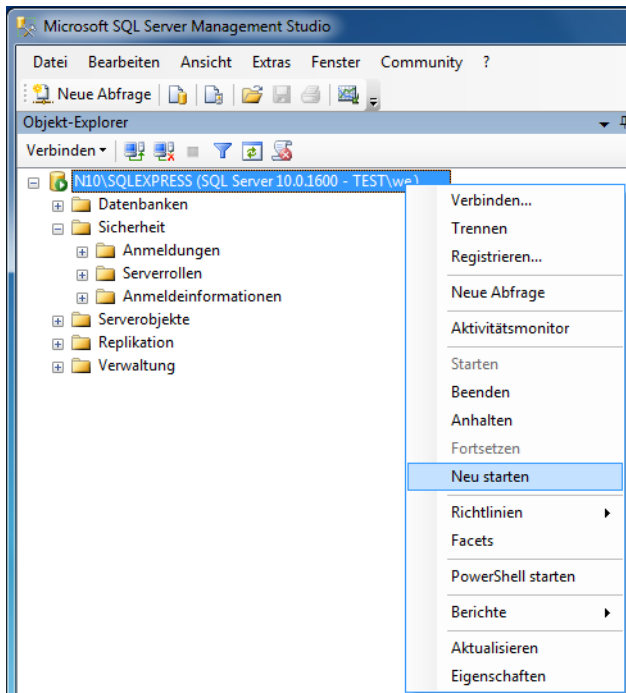 Microsoft SQL Server Management Studio
Datei Bearbeiten Ansicht Extras Fenster Community ?
Neue Abfrage
Objekt-Explorer
Verbinden
N10\SQLEXPRESS (SQL Server 10.0.1600 - TEST\we)
Datenbanken
Sicherheit
Anmeldungen
Serverrollen
Anmeldeinformationen
Serverobjekte
Replikation
Verwaltung
Verbinden...
Trennen
Registrieren...
Neue Abfrage
Aktivitätsmonitor
Starten
Beenden
Anhalten
Fortsetzen
Neu starten
Richtlinien
Facets
PowerShell starten
Berichte
Aktualisieren
Eigenschaften